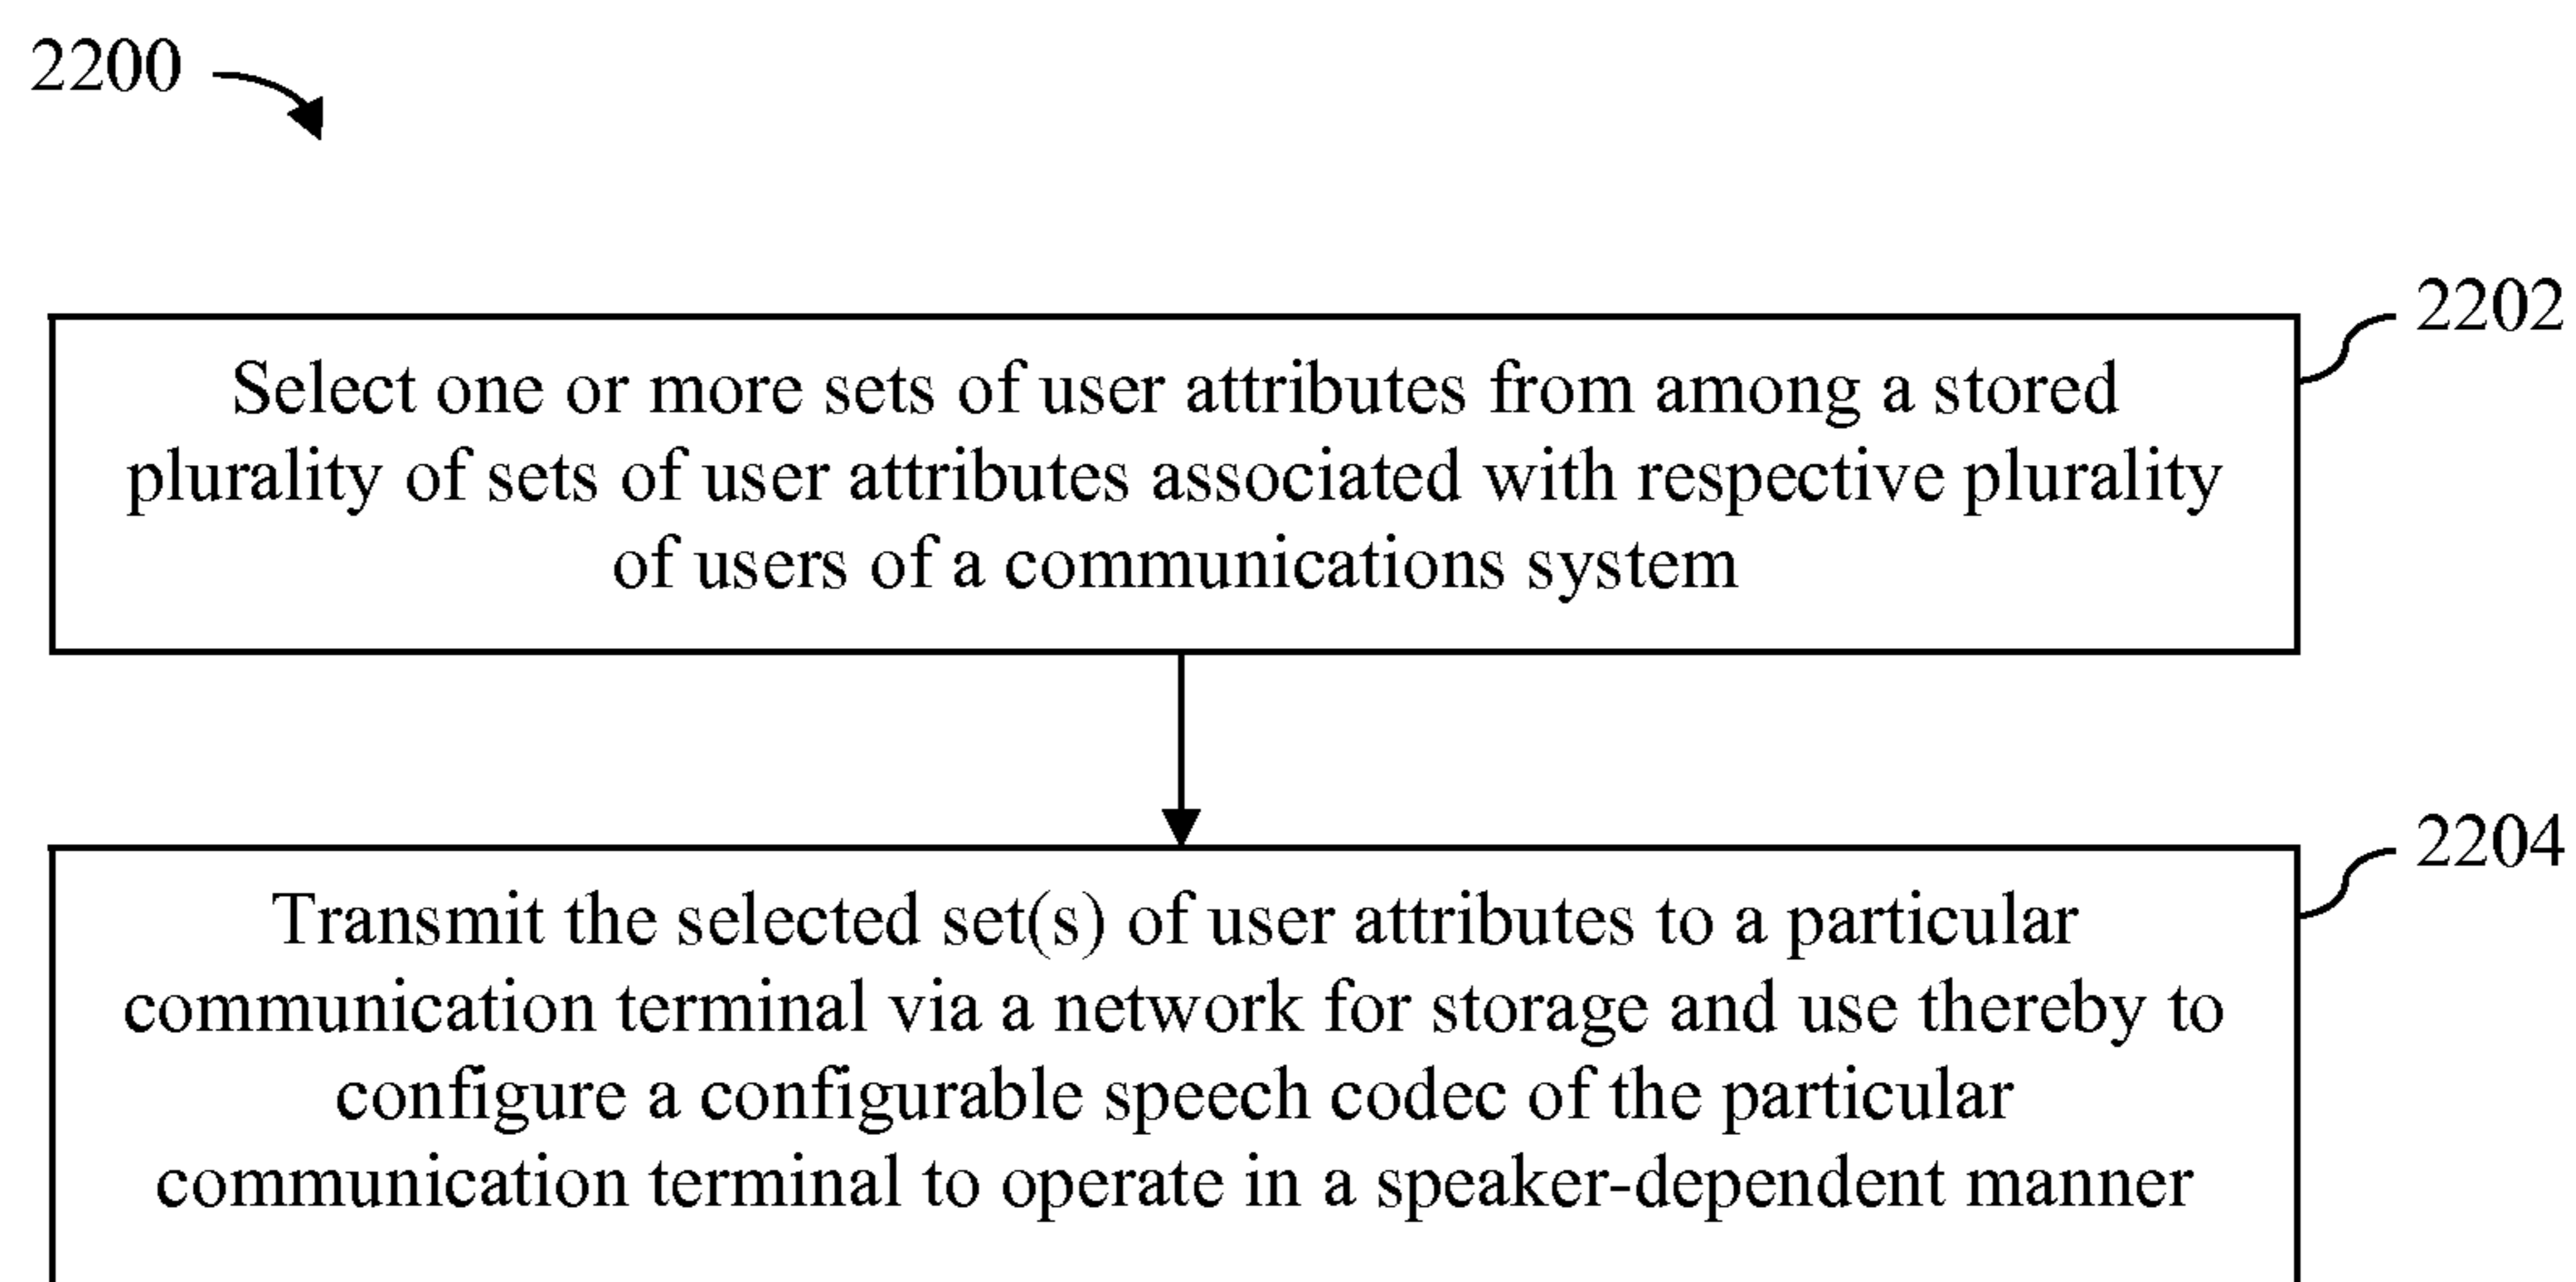 2200
2202
Select one or more sets of user attributes from among a stored
plurality of sets of user attributes associated with respective plurality
of users of a communications system
2204
Transmit the selected set(s) of user attributes to a particular
communication terminal via a network for storage and use thereby to
configure a configurable speech codec of the particular
communication terminal to operate in a speaker-dependent manner